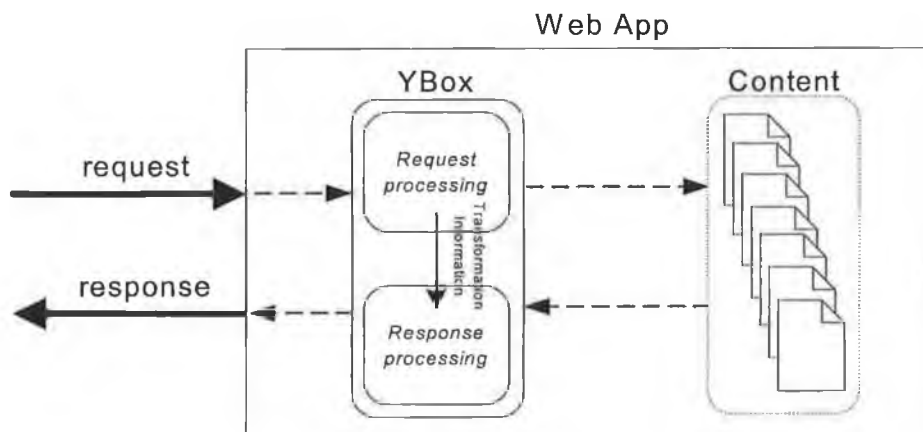 Web App
YBox
Content
request
Request
processing
Transformation
Information
response
Response
processing